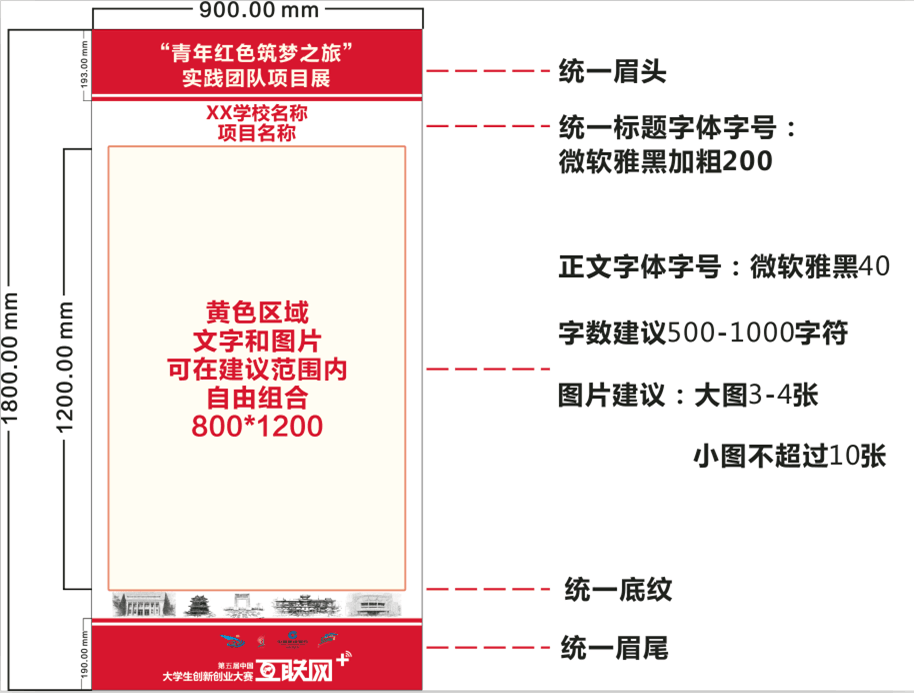 900.00 mm
193.00 mm
“青年红色筑梦之旅”
实践团队项目展
统一眉头
XX学校名称
项目名称
统一标题字体字号：
微软雅黑加粗200
1800.00 mm
1200.00 mm
黄色区域
文字和图片
可在建议范围内
自由组合
800*1200
正文字体字号：微软雅黑40
字数建议500-1000字符
图片建议：大图3-4张
小图不超过10张
统一底纹
190.00 mm
第五届中国
大学生创新创业大赛
互联网+
统一眉尾